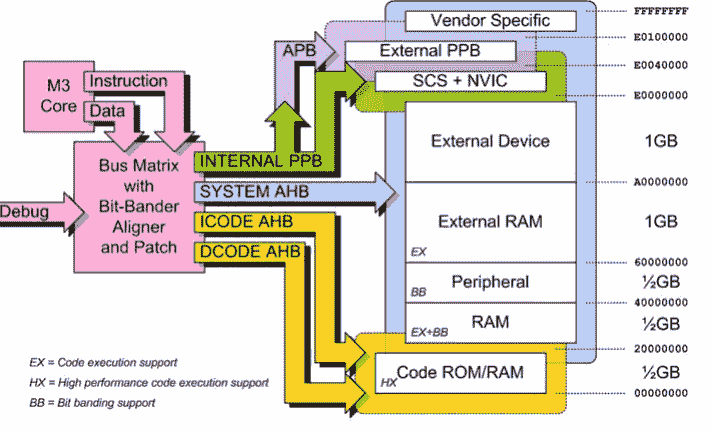 Vendor Specific
FFFFFFFF
APB
External PPB
E0100000
E0040000
M3
Core
Instruction
Data
SCS + NVIC
E0000000
External Device
1GB
Bus Matrix
with
Bit-Bander
Aligner
and Patch
INTERNAL PPB
SYSTEM AHB
A0000000
Debug
ICODE AHB
External RAM
1GB
DCODE AHB
EX
60000000
Peripheral
½GB
BB
40000000
RAM
½GB
EX+BB
20000000
EX = Code execution support
HX = High performance code execution support
BB = Bit banding support
Code ROM/RAM
½GB
HX
00000000